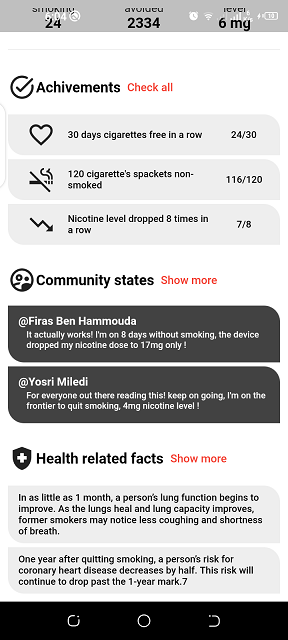 smoking avoided level
6:04
24 2334 6 mg
Achivements Check all
30 days cigarettes free in a row 24/30
120 cigarette's spackets non-
smoked 116/120
Nicotine level dropped 8 times in
a row 7/8
Community states Show more
@Firas Ben Hammouda
It actually works! I'm on 8 days without smoking, the device
dropped my nicotine dose to 17mg only !
@Yosri Miledi
For everyone out there reading this! keep on going, I'm on the
frontier to quit smoking, 4mg nicotine level !
Health related facts Show more
In as little as 1 month, a person's lung function begins to
improve. As the lungs heal and lung capacity improves,
former smokers may notice less coughing and shortness
of breath.
One year after quitting smoking, a person's risk for
coronary heart disease decreases by half. This risk will
continue to drop past the 1-year mark.7